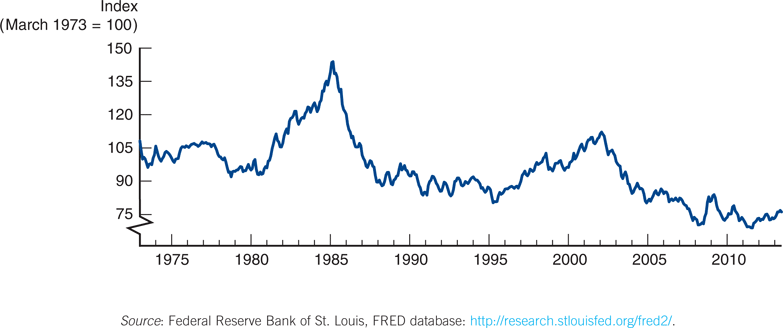 Index
(March 1973 = 100)
150
135
120
105
90
75
1975 1980 1985 1990 1995 2000 2005 2010
Source: Federal Reserve Bank of St. Louis, FRED database: http://research.stlouisfed.org/fred2/.